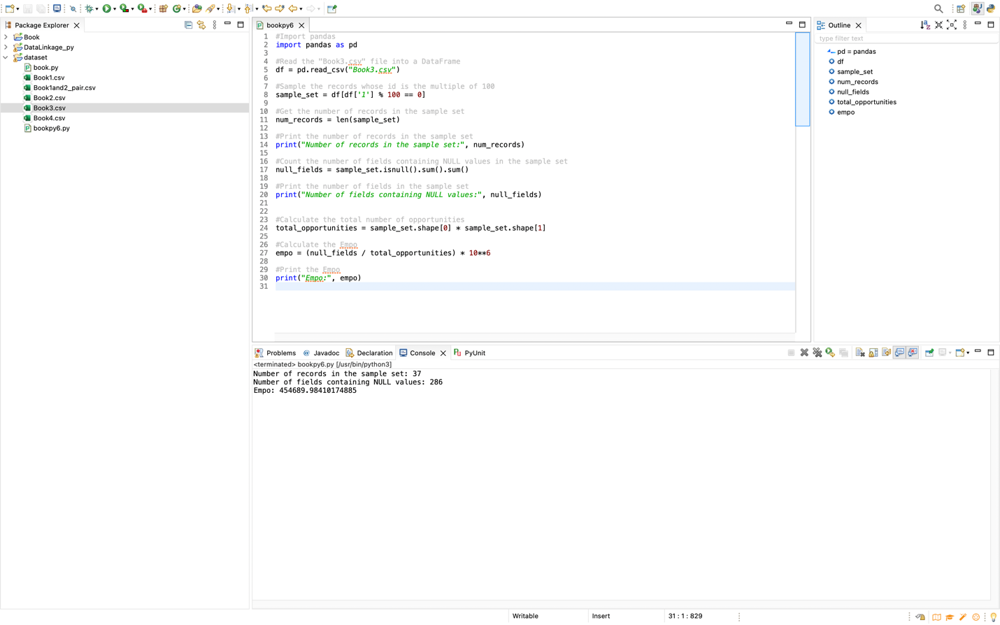 Package Explorer
Book
DataLinkage_py
dataset
book.py
Book1.csv
Book1and2_pair.csv
Book2.csv
Book3.csv
Book4.csv
bookpy6.py
bookpy6
1 #Import pandas
2 import pandas as pd
3
4 #Read the "Book3.csv" file into a DataFrame
5 df = pd.read_csv("Book3.csv")
6
7 #Sample the records whose id is the multiple of 100
8 sample_set = df[df['1'] % 100 == 0]
9
10 #Get the number of records in the sample set
11 num_records = len(sample_set)
12
13 #Print the number of records in the sample set
14 print("Number of records in the sample set:", num_records)
15
16 #Count the number of fields containing NULL values in the sample set
17 null_fields = sample_set.isnull().sum().sum()
18
19 #Print the number of fields in the sample set
20 print("Number of fields containing NULL values:", null_fields)
21
22
23 #Calculate the total number of opportunities
24 total_opportunities = sample_set.shape[0] * sample_set.shape[1]
25
26 #Calculate the Empo
27 empo = (null_fields / total_opportunities) * 10**6
28
29 #Print the Empo
30 print("Empo:", empo)
31
Outline
type filter text
pd = pandas
df
sample_set
num_records
null_fields
total_opportunities
empo
Problems @ Javadoc Declaration Console PyUnit
<terminated> bookpy6.py [/usr/bin/python3]
Number of records in the sample set: 37
Number of fields containing NULL values: 286
Empo: 454689.98410174885
Writable Insert 31 : 1 : 829